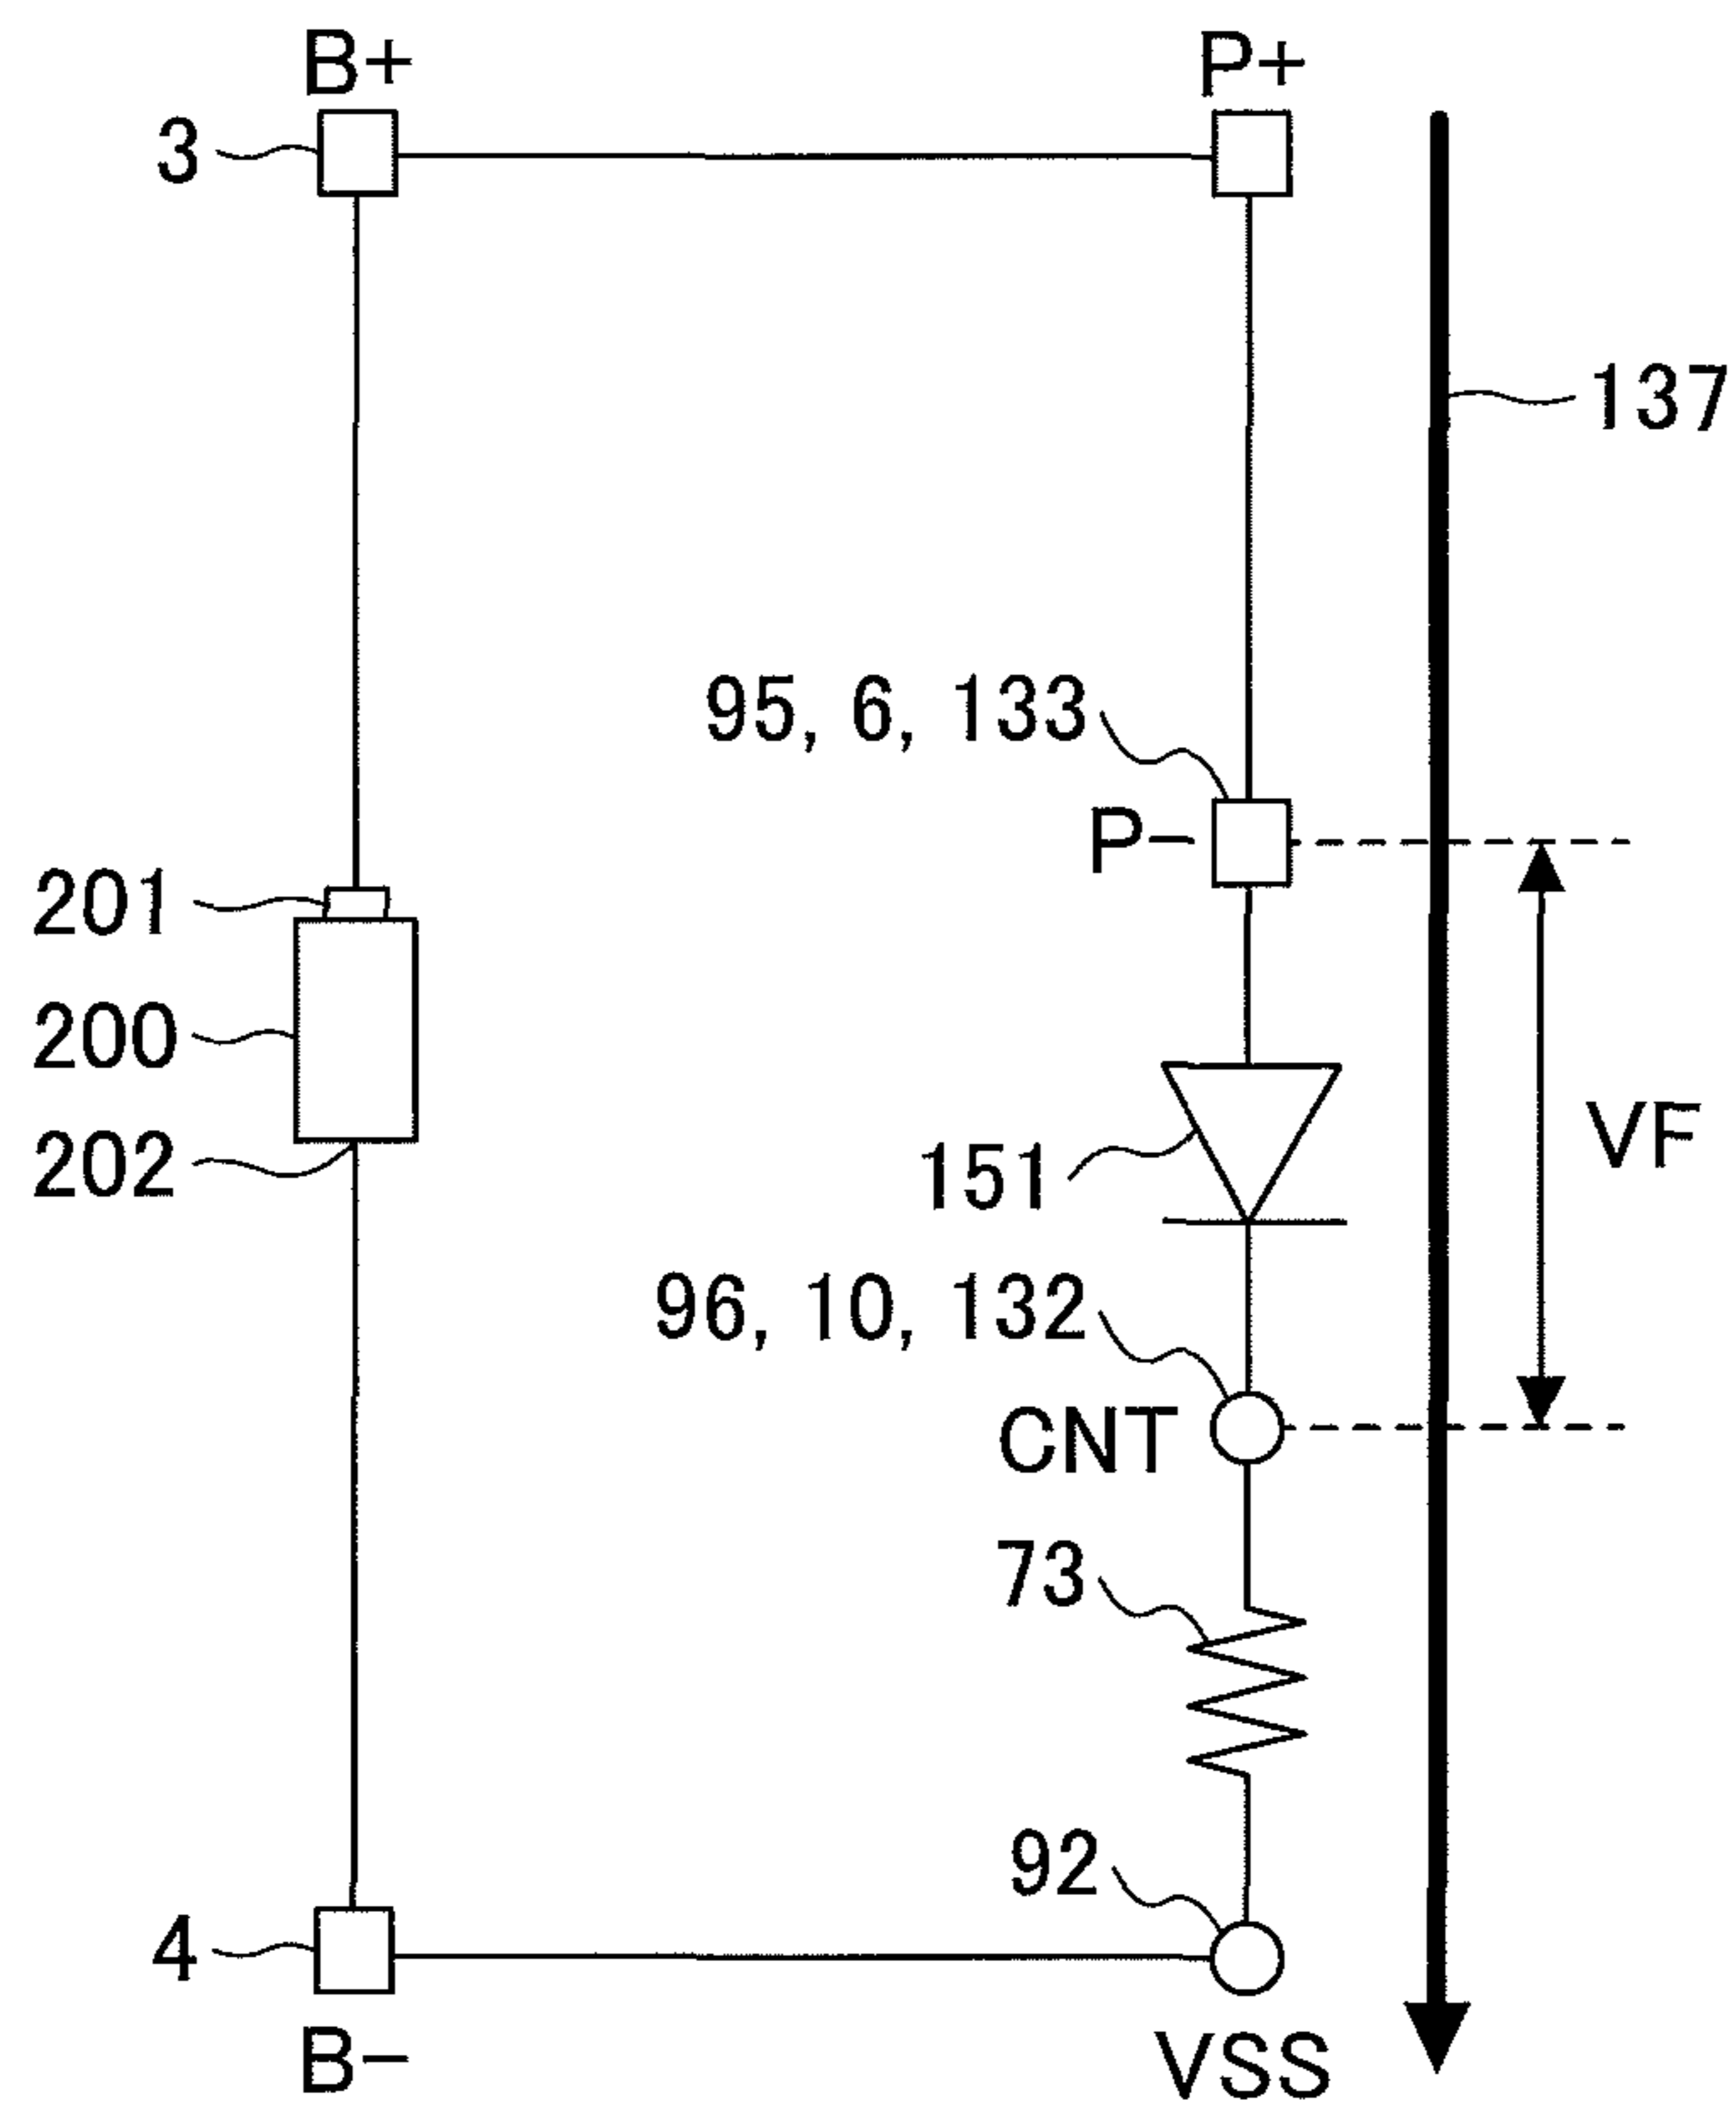 B+
P+
3
137
95, 6, 133
P−
201
200
202
151
VF
96, 10, 132
CNT
73
92
4
B−
VSS